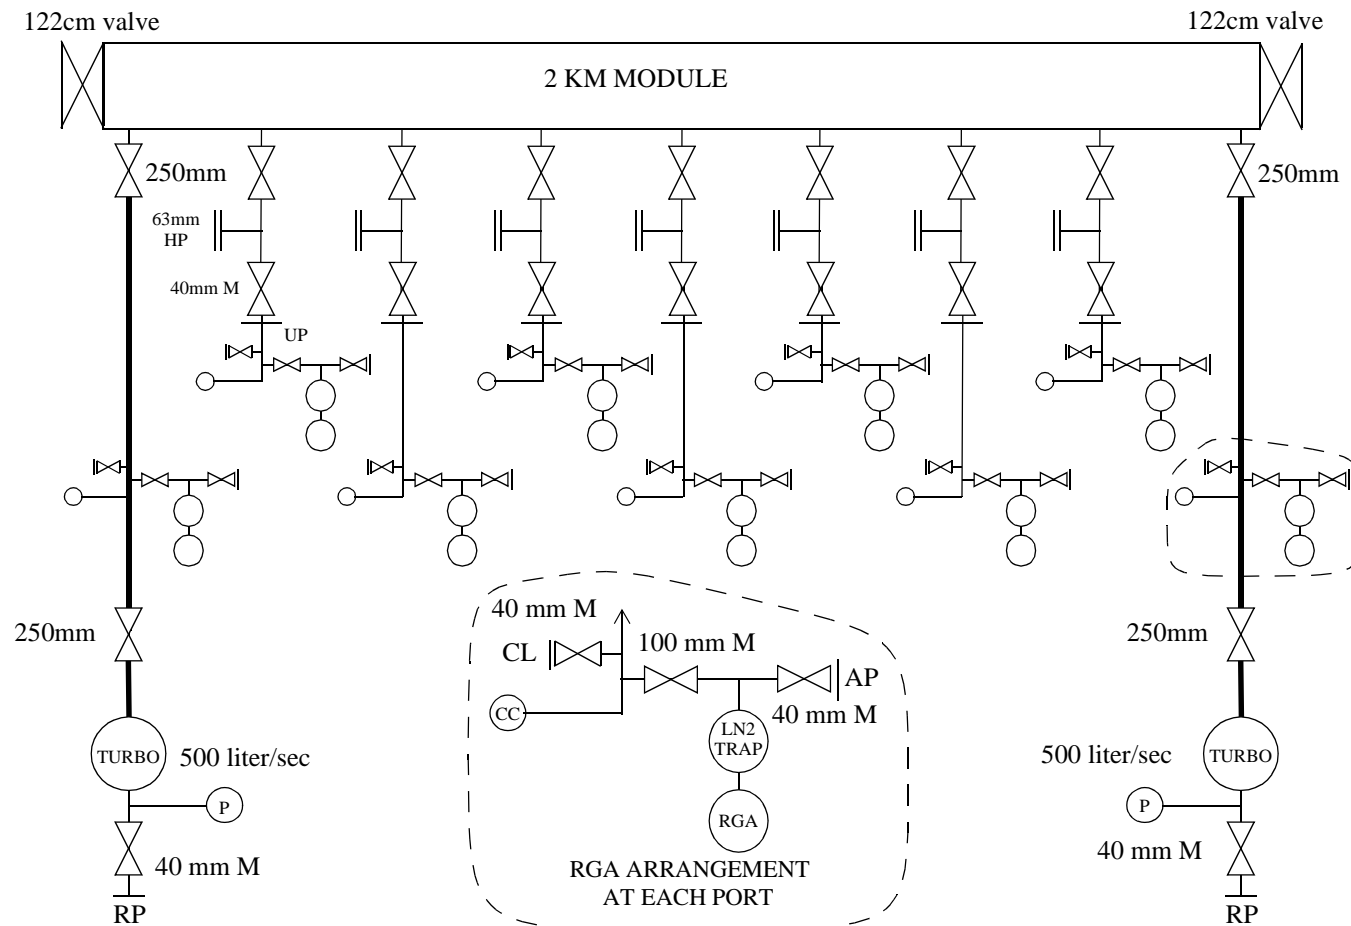 122cm valve
122cm valve
2 KM MODULE
250mm
250mm
63mm
HP
40mm M
UP
40 mm M
CL
100 mm M
AP
CC
40 mm M
LN2
TRAP
RGA
RGA ARRANGEMENT
AT EACH PORT
250mm
250mm
TURBO
500 liter/sec
500 liter/sec
TURBO
P
P
40 mm M
40 mm M
RP
RP